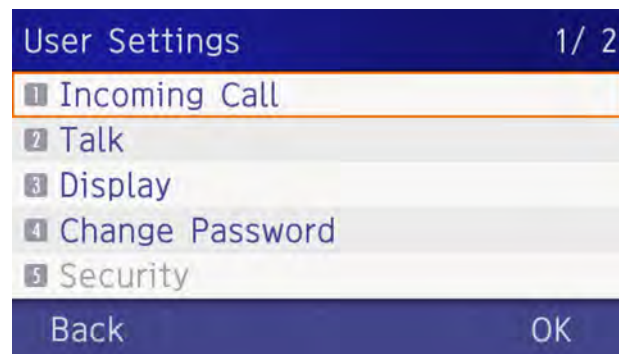 User Settings 1/ 2
1 Incoming Call
2 Talk
3 Display
4 Change Password
5 Security
Back OK